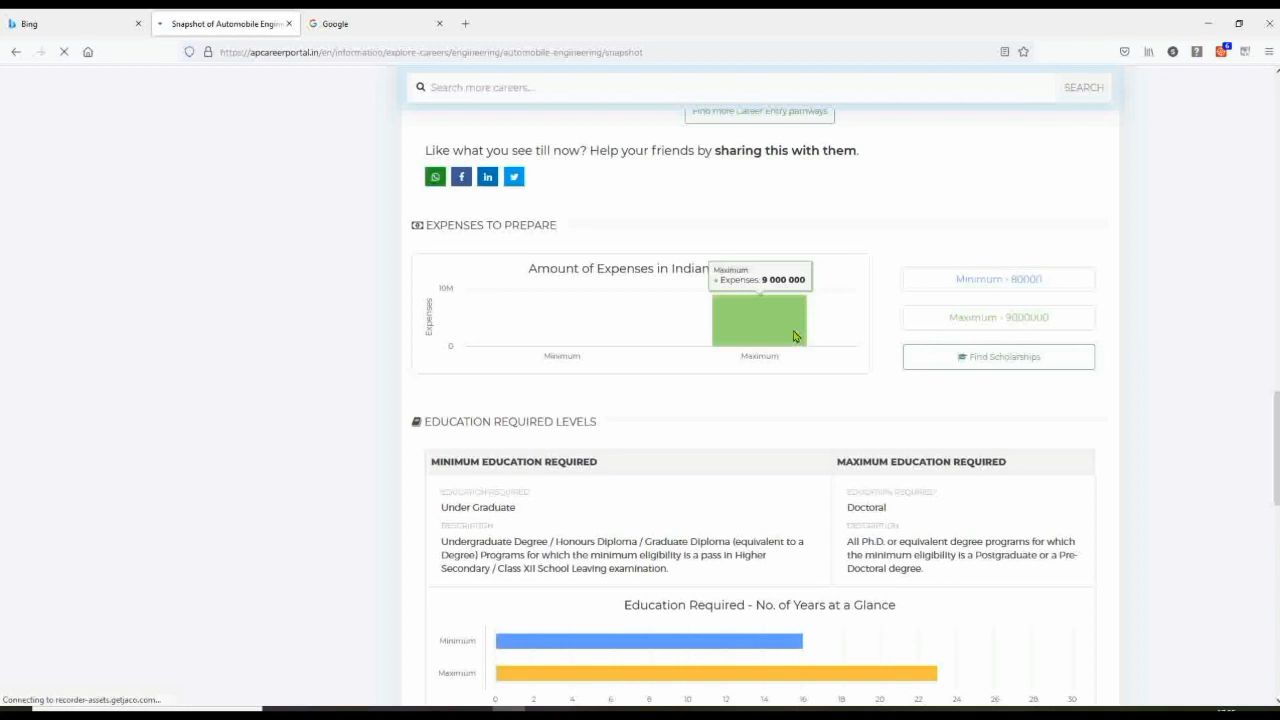 Bing
Snapshot of Automobile Engin
Google
https://apcareerportal.in/en/information/explore-careers/engineering/automobile-engineering/snapshot
6
Search more careers...
SEARCH
Find more Career Entry pathways
Like what you see till now? Help your friends by sharing this with them.
EXPENSES TO PREPARE
Amount of Expenses in Indian
Maximum
Expenses: 9 000 000
10M
Expenses
0
Minimum
Maximum
Minimum - 80000
Maximum - 9000000
Find Scholarships
EDUCATION REQUIRED LEVELS
MINIMUM EDUCATION REQUIRED
MAXIMUM EDUCATION REQUIRED
EDUCATION REQUIRED
Under Graduate
DESCRIPTION
Undergraduate Degree / Honours Diploma / Graduate Diploma (equivalent to a
Degree) Programs for which the minimum eligibility is a pass in Higher
Secondary / Class XII School Leaving examination.
EDUCATION REQUIRED
Doctoral
DESCRIPTION
All Ph.D. or equivalent degree programs for which
the minimum eligibility is a Postgraduate or a Pre-
Doctoral degree.
Education Required - No. of Years at a Glance
Minimum
Maximum
0 2 4 6 8 10 12 14 16 18 20 22 24 26 28 30
Connecting to recorder-assets.getjaco.com...